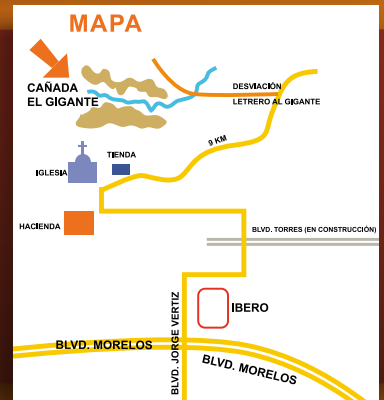 MAPA
CAÑADA
EL GIGANTE
DESVIACIÓN
LETRERO AL GIGANTE
9 KM
TIENDA
IGLESIA
HACIENDA
BLVD. TORRES (EN CONSTRUCCIÓN)
IBERO
BLVD. JORGE VERTIZ
BLVD. MORELOS
BLVD. MORELOS